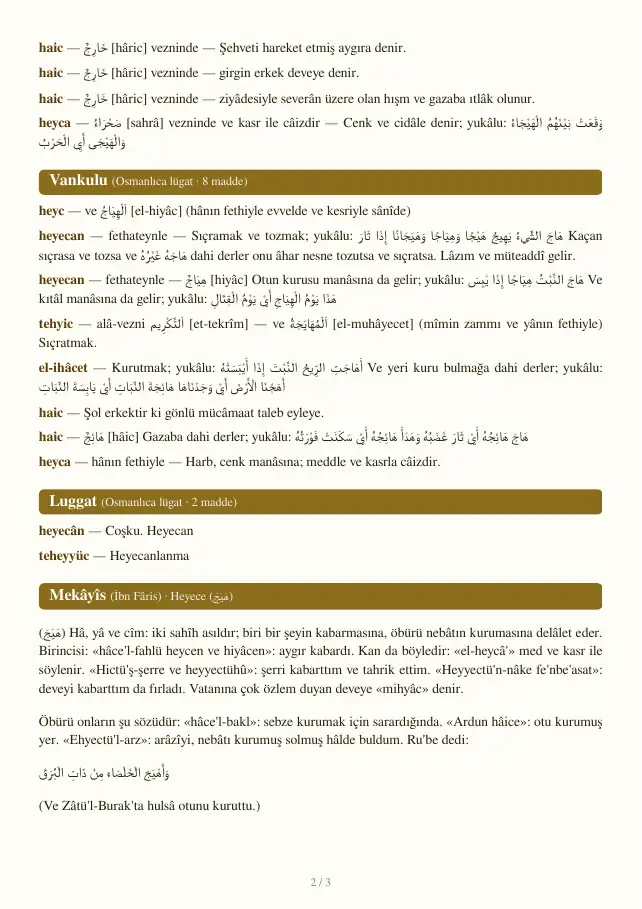 haic — خَارِجٌ [hâric] vezninde — Şehveti hareket etmiş aygıra denir.
haic — خَارِجٌ [hâric] vezninde — girgin erkek deveye denir.
haic — خَارِجٌ [hâric] vezninde — ziyâdesiyle severân üzere olan hışm ve gazaba ıtlâk olunur.
heyca — صَحْرَاءُ [sahrâ] vezninde ve kasr ile câizdir — Cenk ve cidâle denir; yukâlu: وَقَعَتْ بَيْنَهُمُ الْهَيْجَاءُ
وَالْهَيْجَى أَيِ الْحَرْبُ
Vankulu (Osmanlıca lügat · 8 madde)
heyc — ve اَلْهِيَاجُ [el-hiyâc] (hânın fethiyle evvelde ve kesriyle sânîde)
heyecan — fethateynle — Sıçramak ve tozmak; yukâlu: هَاجَ الشَّيْءُ يَهِيجُ هَيْجًا وَهِيَاجًا وَهَيَجَانًا إِذَا ثَارَ Kaçan
sıçrasa ve tozsa ve هَاجَهُ غَيْرُهُ dahi derler onu âhar nesne tozutsa ve sıçratsa. Lâzım ve müteaddî gelir.
heyecan — fethateynle — هِيَاجٌ [hiyâc] Otun kurusu manâsına da gelir; yukâlu: هَاجَ النَّبْتُ هِيَاجًا إِذَا يَبِسَ Ve
kıtâl manâsına da gelir; yukâlu: هَذَا يَوْمُ الْهِيَاجِ أَيْ يَوْمُ الْقِتَالِ
tehyic — alâ-vezni اَلتَّكْرِيم [et-tekrîm] — ve اَلْمُهَايَجَةُ [el-muhâyecet] (mîmin zammı ve yânın fethiyle)
Sıçratmak.
el-ihâcet — Kurutmak; yukâlu: أَهَاجَتِ الرِّيحُ النَّبْتَ إِذَا أَيْبَسَتْهُ Ve yeri kuru bulmağa dahi derler; yukâlu:
أَهَجْنَا الْأَرْضَ أَيْ وَجَدْنَاهَا هَائِجَةَ النَّبَاتِ أَيْ يَابِسَةَ النَّبَاتِ
haic — Şol erkektir ki gönlü mücâmaat taleb eyleye.
haic — هَائِجٌ [hâic] Gazaba dahi derler; yukâlu: هَاجَ هَائِجُهُ أَيْ ثَارَ غَضَبُهُ وَهَدَأَ هَائِجُهُ أَيْ سَكَنَتْ فَوْرَتُهُ
heyca — hânın fethiyle — Harb, cenk manâsına; meddle ve kasrla câizdir.
Luggat (Osmanlıca lügat · 2 madde)
heyecân — Coşku. Heyecan
teheyyüc — Heyecanlanma
Mekâyîs (İbn Fâris) · Heyece (هَيَجَ)
(هَيَجَ) Hâ, yâ ve cîm: iki sahîh asıldır; biri bir şeyin kabarmasına, öbürü nebâtın kurumasına delâlet eder.
Birincisi: «hâce'l-fahlü heycen ve hiyâcen»: aygır kabardı. Kan da böyledir: «el-heycâ'» med ve kasr ile
söylenir. «Hictü'ş-şerre ve heyyectühû»: şerri kabarttım ve tahrik ettim. «Heyyectü'n-nâke fe'nbe'asat»:
deveyi kabarttım da fırladı. Vatanına çok özlem duyan deveye «mihyâc» denir.
Öbürü onların şu sözüdür: «hâce'l-bakl»: sebze kurumak için sarardığında. «Ardun hâice»: otu kurumuş
yer. «Ehyectü'l-arz»: arâzîyi, nebâtı kurumuş solmuş hâlde buldum. Ru'be dedi:
وَأَهْيَجَ الْخَلْصَاءَ مِنْ ذَاتِ الْبُرَقْ
(Ve Zâtü'l-Burak'ta hulsâ otunu kuruttu.)
2 / 3